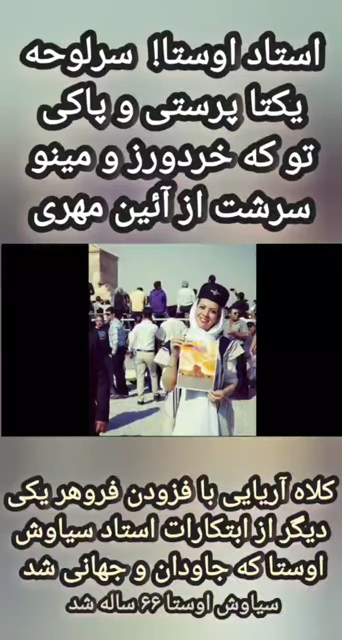 استاد اوستا! سرلوحه
یکتا پرستی و پاکی
تو که خردورز و مینو
سرشت از آئین مهری
کلاه آریایی با فزودن فروهر یکی
دیگر از ابتکارات استاد سیاوش
اوستا که جاودان و جهانی شد
سیاوش اوستا ۶۶ ساله شد